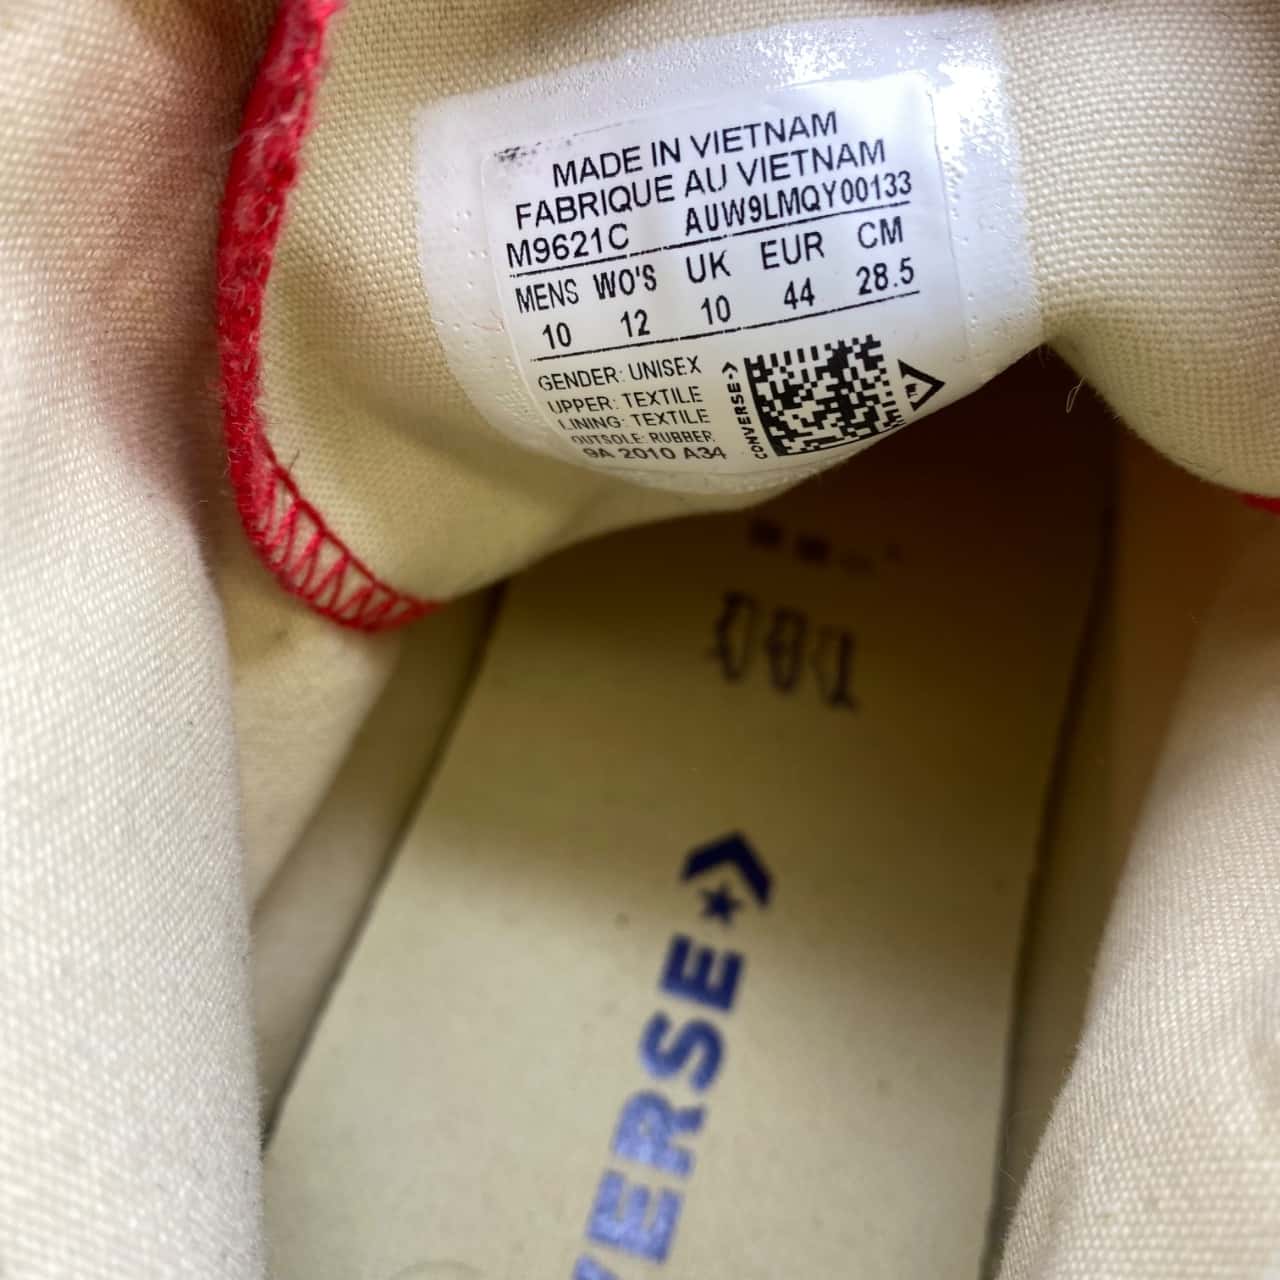 MADE IN VIETNAM
FABRIQUE AU VIETNAM
M9621C AUW9LMQY00133
MENS WO'S UK EUR CM
10 12 10 44 28.5
GENDER: UNISEX
UPPER: TEXTILE
LINING: TEXTILE
OUTSOLE: RUBBER.
9A 2010 A34
CONVERSE
VERSE